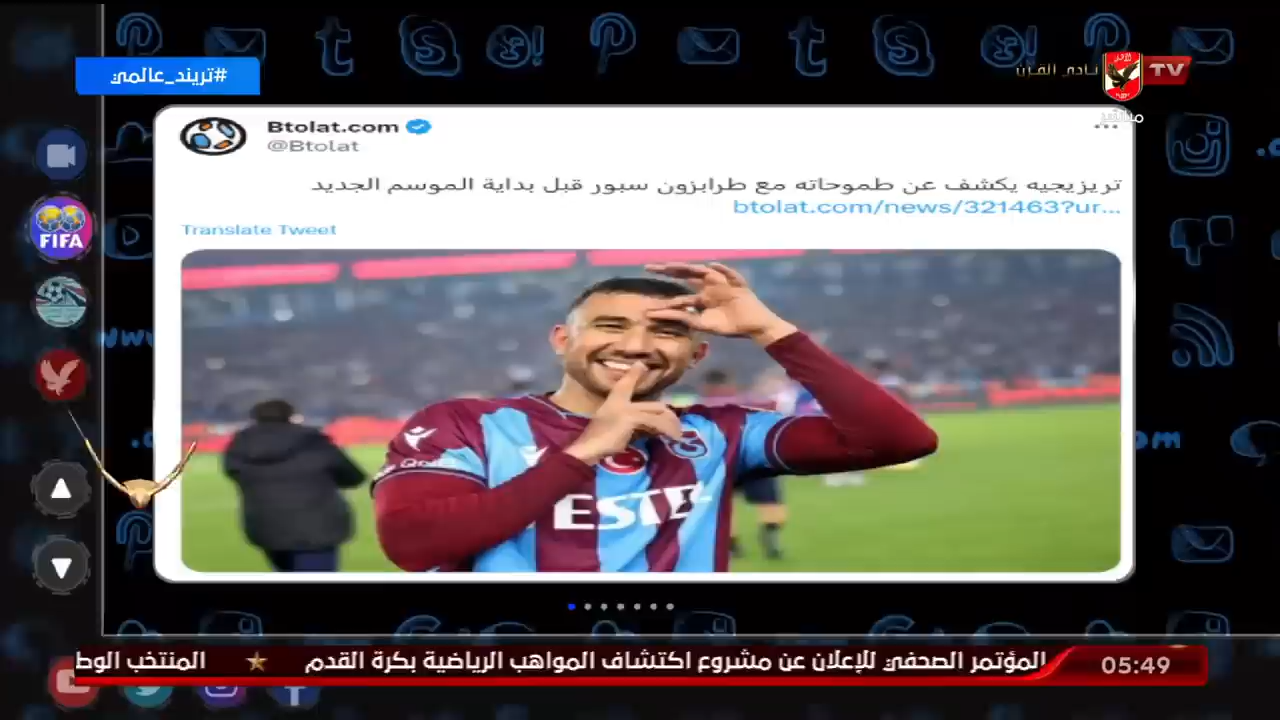 #تريند_عالمي
نادي القرن
TV
مباشر
Btolat.com
@Btolat
تريزيجيه يكشف عن طموحاته مع طرابزون سبور قبل بداية الموسم الجديد
btolat.com/news/321463?ur...
Translate Tweet
FIFA
ESTE
المؤتمر الصحفي للإعلان عن مشروع اكتشاف المواهب الرياضية بكرة القدم
المنتخب الوط
05:49